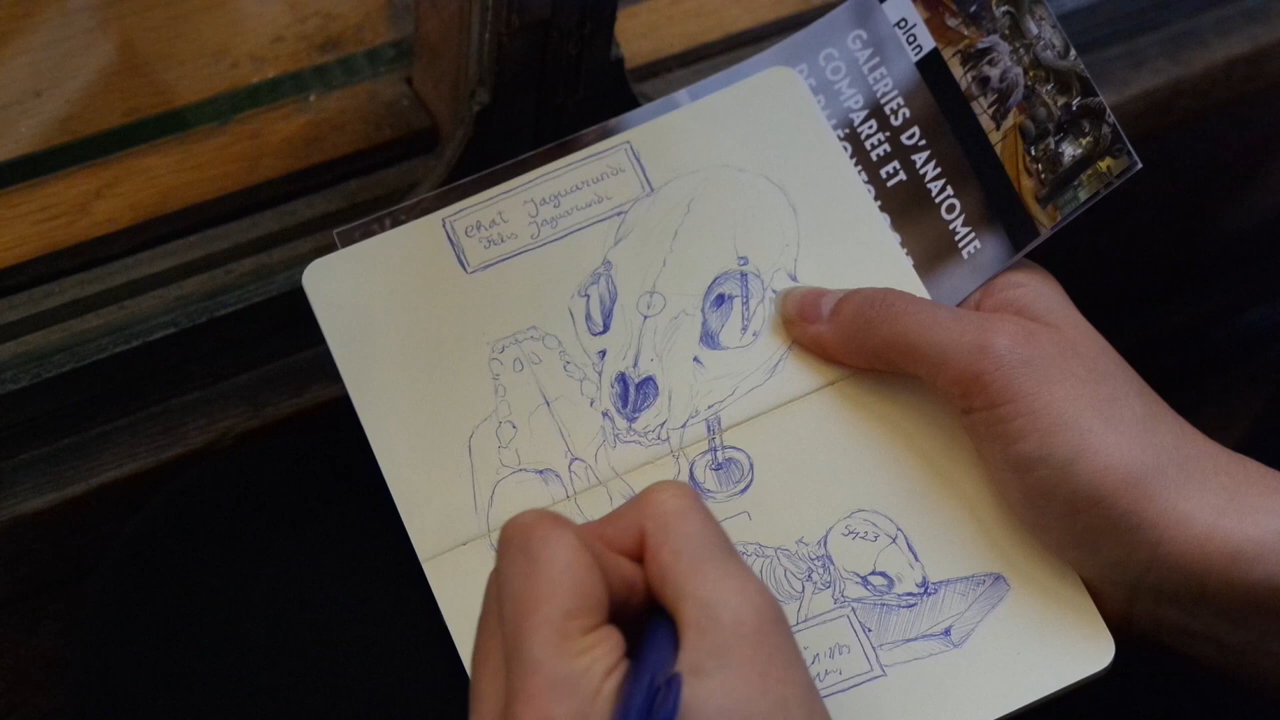 plan
GALERIES D'ANATOMIE
COMPARÉE ET
Chat Jaguarundi
Felis Jaguarundi
5423